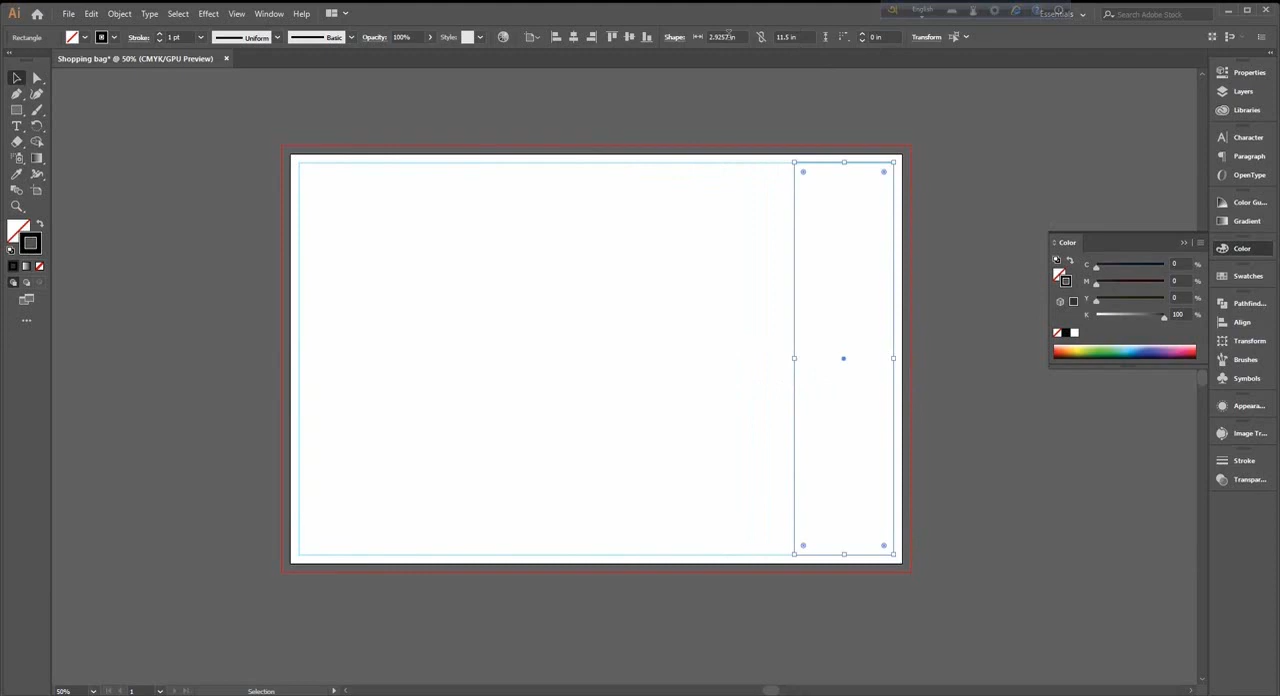 Ai File Edit Object Type Select Effect View Window Help English Essentials Search Adobe Stock
Rectangle Stroke: 1 pt Uniform Basic Opacity: 100% Style: Shape: 2.9257 in 11.5 in 0 in Transform
Shopping bag* @ 50% (CMYK/GPU Preview) ×
Properties
Layers
Libraries
Character
Paragraph
OpenType
Color Gu...
Gradient
Color
Swatches
Pathfind...
Align
Transform
Brushes
Symbols
Appeara...
Image Tr...
Stroke
Transpar...
Color
C 0 %
M 0 %
Y 0 %
K 100 %
50% 1 Selection